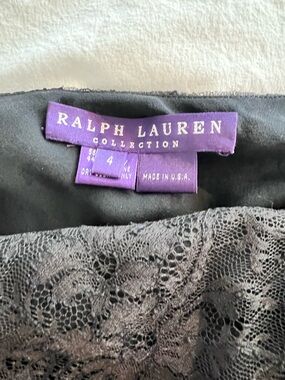 RALPH LAUREN
COLLECTION
4
MADE IN U.S.A.